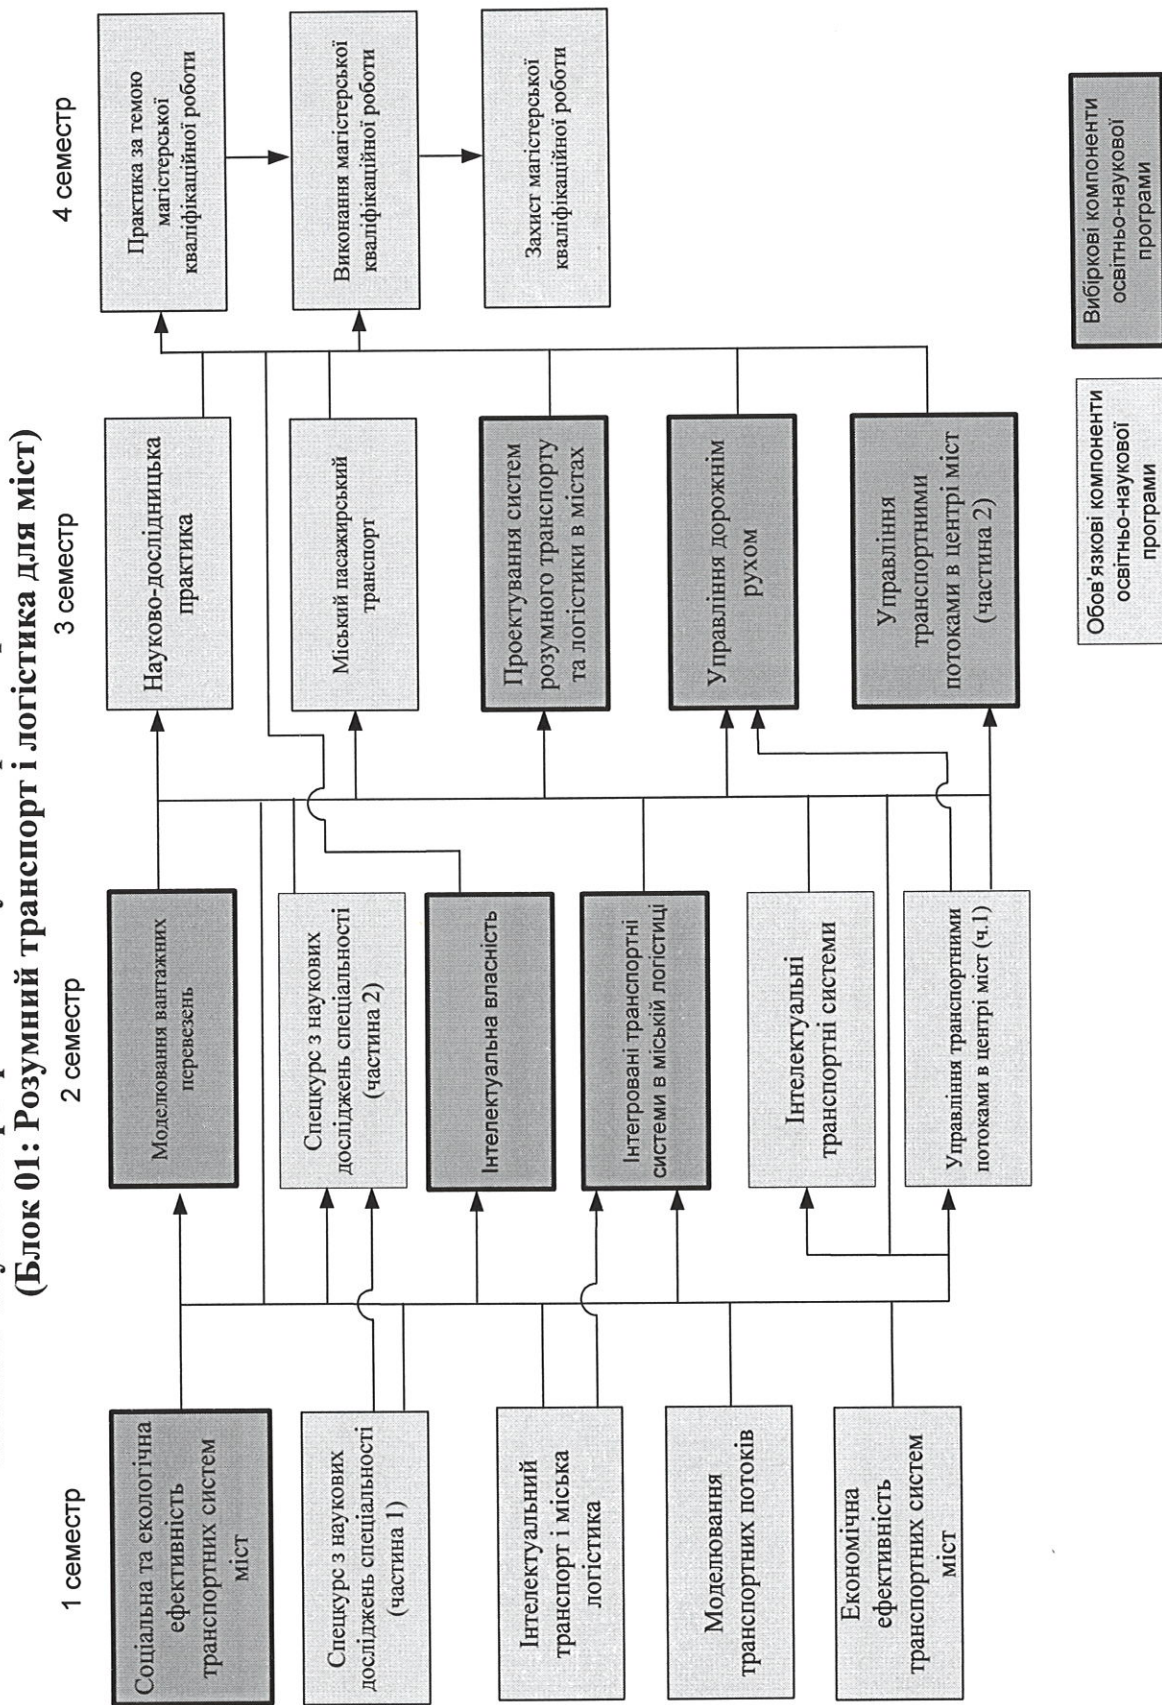 (Блок 01: Розумний транспорт і логістика для міст)
1 семестр
2 семестр
3 семестр
4 семестр
Соціальна та екологічна
ефективність
транспортних систем
міст
Спецкурс з наукових
досліджень спеціальності
(частина 1)
Інтелектуальний
транспорт і міська
логістика
Моделювання
транспортних потоків
Економічна
ефективність
транспортних систем
міст
Моделювання вантажних
перевезень
Спецкурс з наукових
досліджень спеціальності
(частина 2)
Інтелектуальна власність
Інтегровані транспортні
системи в міській логістиці
Інтелектуальні
транспортні системи
Управління транспортними
потоками в центрі міст (ч.1)
Науково-дослідницька
практика
Міський пасажирський
транспорт
Проектування систем
розумного транспорту
та логістики в містах
Управління дорожнім
рухом
Управління
транспортними
потоками в центрі міст
(частина 2)
Практика за темою
магістерської
кваліфікаційної роботи
Виконання магістерської
кваліфікаційної роботи
Захист магістерської
кваліфікаційної роботи
Обов'язкові компоненти
освітньо-наукової
програми
Вибіркові компоненти
освітньо-наукової
програми